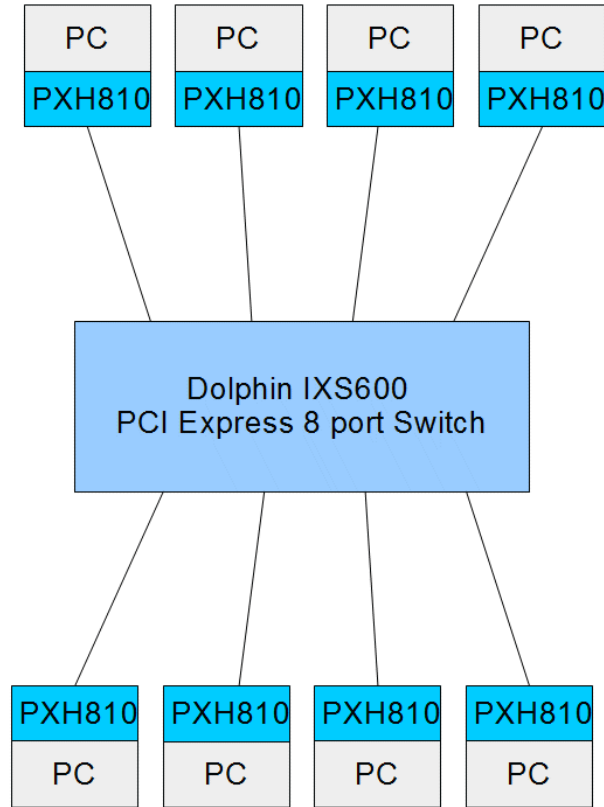 PC PC PC PC
PXH810 PXH810 PXH810 PXH810
Dolphin IXS600
PCI Express 8 port Switch
PXH810 PXH810 PXH810 PXH810
PC PC PC PC